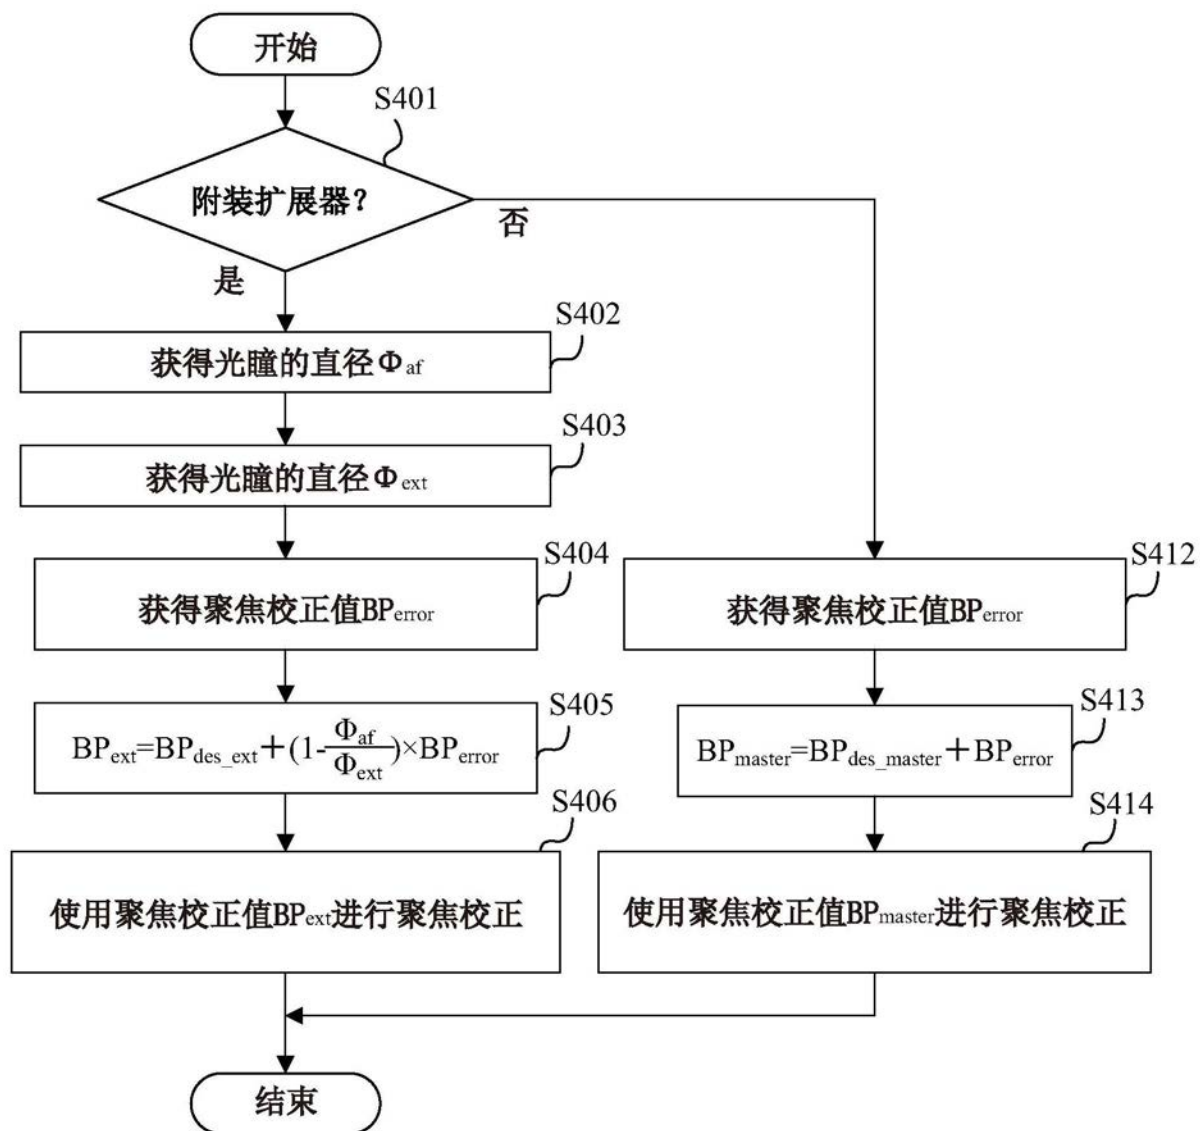 开始
S401
附装扩展器?
否
是
S402
获得光瞳的直径Φaf
S403
获得光瞳的直径Φext
S404
获得聚焦校正值BPerror
S412
获得聚焦校正值BPerror
S405
BPext=BPdes_ext+(1-Φaf/Φext)×BPerror
S413
BPmaster=BPdes_master+BPerror
S406
使用聚焦校正值BPext进行聚焦校正
S414
使用聚焦校正值BPmaster进行聚焦校正
结束